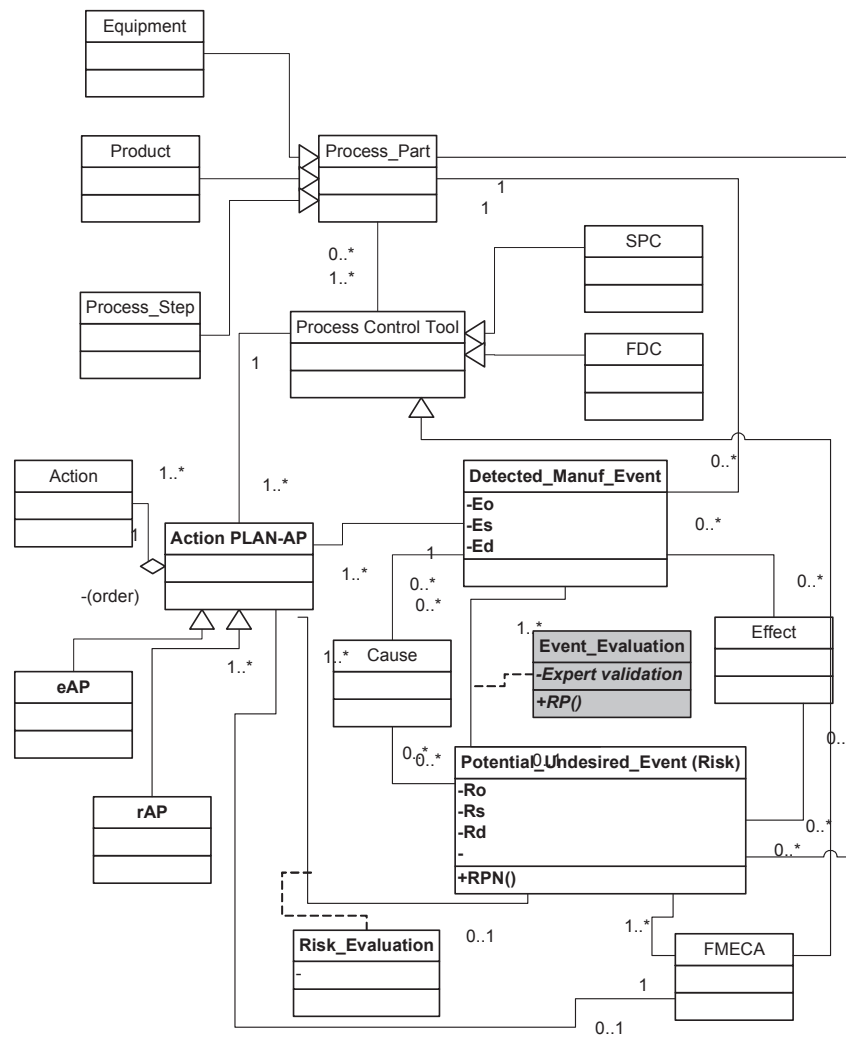 Equipment
Product
Process_Part
1
1
SPC
0..*
1..*
Process_Step
Process Control Tool
1
FDC
0..*
1..*
Action
Detected_Manuf_Event
1..*
-Eo
-Es
-Ed
0..*
1
Action PLAN-AP
1
1..*
0..*
0..*
0..*
-(order)
1..*
Event_Evaluation
-Expert validation
+RP()
Effect
1..*
1..*
Cause
eAP
0..*
0..*
0..*
0..1
Potential_Undesired_Event (Risk)
-Ro
-Rs
-Rd
-
+RPN()
rAP
0..*
0..*
0..1
1..*
Risk_Evaluation
-
FMECA
1
0..1